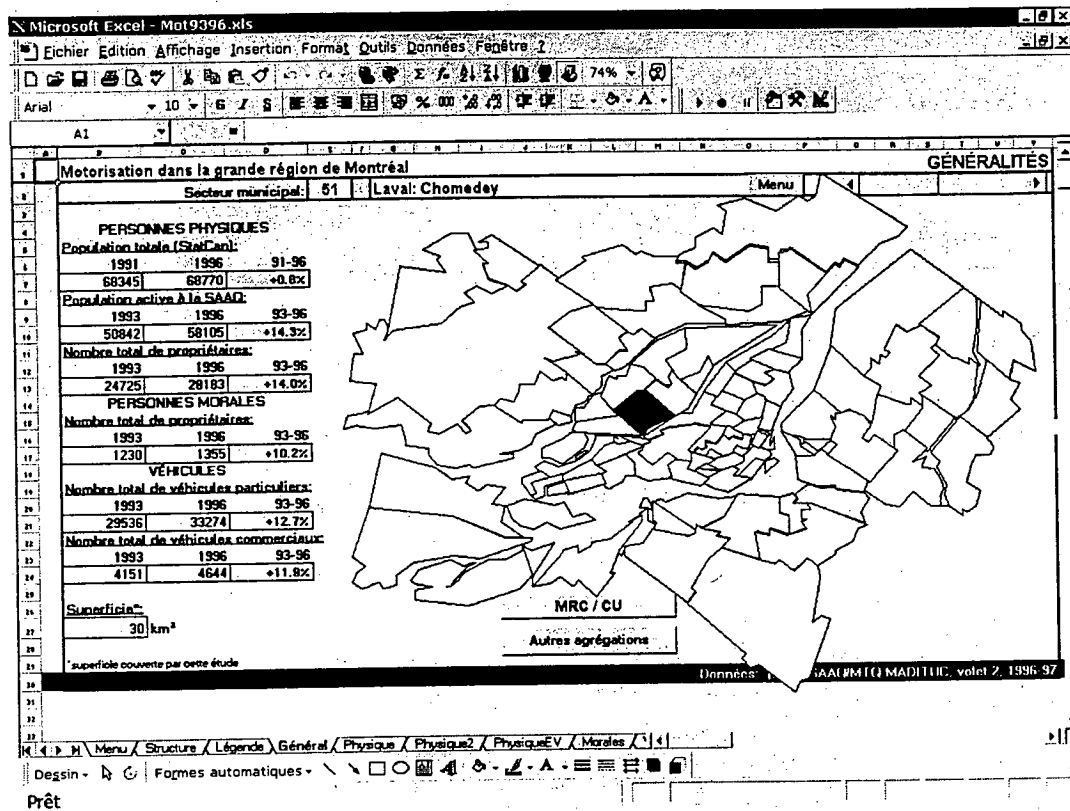 Microsoft Excel - Mot9396.xls
Fichier Edition Affichage Insertion Format Outils Données Fenêtre ?
74%
Arial 10 G I S % 000
A1 =
Motorisation dans la grande région de Montréal GÉNÉRALITÉS
Secteur municipal: 51 Laval: Chomedey Menu
PERSONNES PHYSIQUES
Population totale (StatCan):
1991 1996 91-96
68345 68770 +0.8%
Population active à la SAAQ:
1993 1996 93-96
50842 58105 +14.3%
Nombre total de propriétaires:
1993 1996 93-96
24725 28183 +14.0%
PERSONNES MORALES
Nombre total de propriétaires:
1993 1996 93-96
1230 1355 +10.2%
VÉHICULES
Nombre total de véhicules particuliers:
1993 1996 93-96
29536 33274 +12.7%
Nombre total de véhicules commerciaux:
1993 1996 93-96
4151 4644 +11.8%
Superficie*:
30 km²
MRC / CU
Autres agrégations
*superficie couverte par cette étude
Données: SAAQ/MTQ MADITUC, volet 2, 1996-97
Menu Structure Légende Général Physique Physique2 PhysiqueEV Morales
Dessin Formes automatiques
Prêt